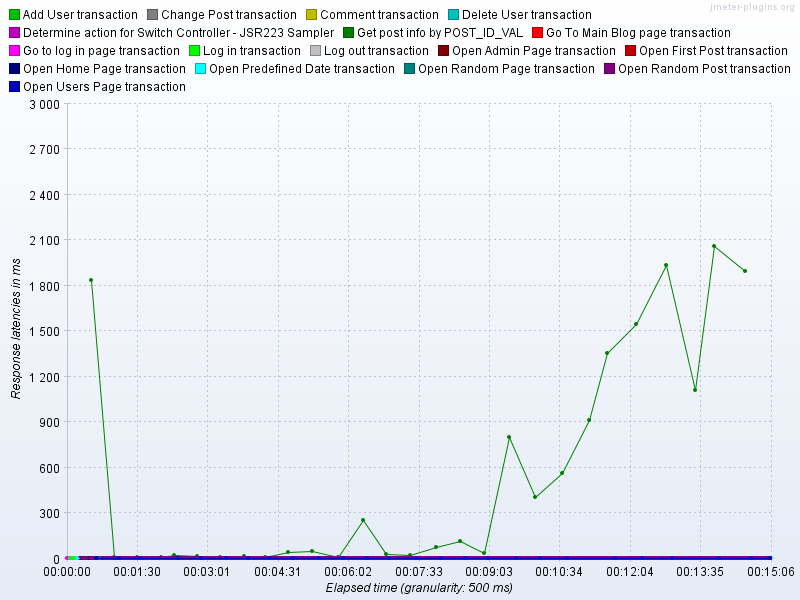 jmeter-plugins.org
Add User transaction Change Post transaction Comment transaction Delete User transaction
Determine action for Switch Controller - JSR223 Sampler Get post info by POST_ID_VAL Go To Main Blog page transaction
Go to log in page transaction Log in transaction Log out transaction Open Admin Page transaction Open First Post transaction
Open Home Page transaction Open Predefined Date transaction Open Random Page transaction Open Random Post transaction
Open Users Page transaction
3 000
2 700
2 400
2 100
1 800
1 500
1 200
900
600
300
0
Response latencies in ms
00:00:00 00:01:30 00:03:01 00:04:31 00:06:02 00:07:33 00:09:03 00:10:34 00:12:04 00:13:35 00:15:06
Elapsed time (granularity: 500 ms)